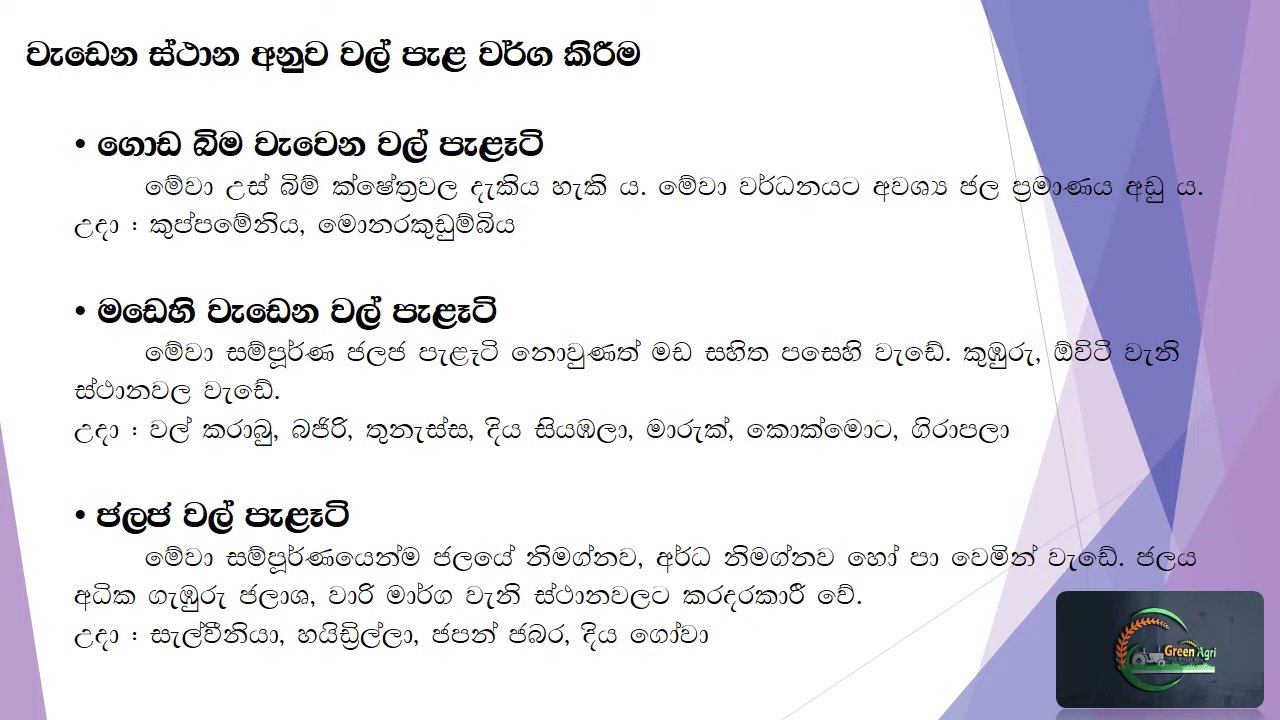 වැඩෙන ස්ථාන අනුව වල් පැළ වර්ග කිරීම
• ගොඩ බිම වැවෙන වල් පැළෑටි
මේවා උස් බිම් ක්ෂේත්‍රවල දැකිය හැකි ය. මේවා වර්ධනයට අවශ්‍ය ජල ප්‍රමාණය අඩු ය.
උදා : කුප්පමේනිය, මොනරකුඩුම්බිය
• මඩෙහි වැඩෙන වල් පැළෑටි
මේවා සම්පූර්ණ ජලජ පැළෑටි නොවුණත් මඩ සහිත පසෙහි වැඩේ. කුඹුරු, ඕවිටි වැනි
ස්ථානවල වැඩේ.
උදා : වල් කරාබු, බජිරි, තුනැස්ස, දිය සියඹලා, මාරුක්, කොක්මොට, ගිරාපලා
• ජලජ වල් පැළෑටි
මේවා සම්පූර්ණයෙන්ම ජලයේ නිමග්නව, අර්ධ නිමග්නව හෝ පා වෙමින් වැඩේ. ජලය
අධික ගැඹුරු ජලාශ, වාරි මාර්ග වැනි ස්ථානවලට කරදරකාරී වේ.
උදා : සැල්වීනියා, හයිඩ්‍රිල්ලා, ජපන් ජබර, දිය ගෝවා
Green Agri